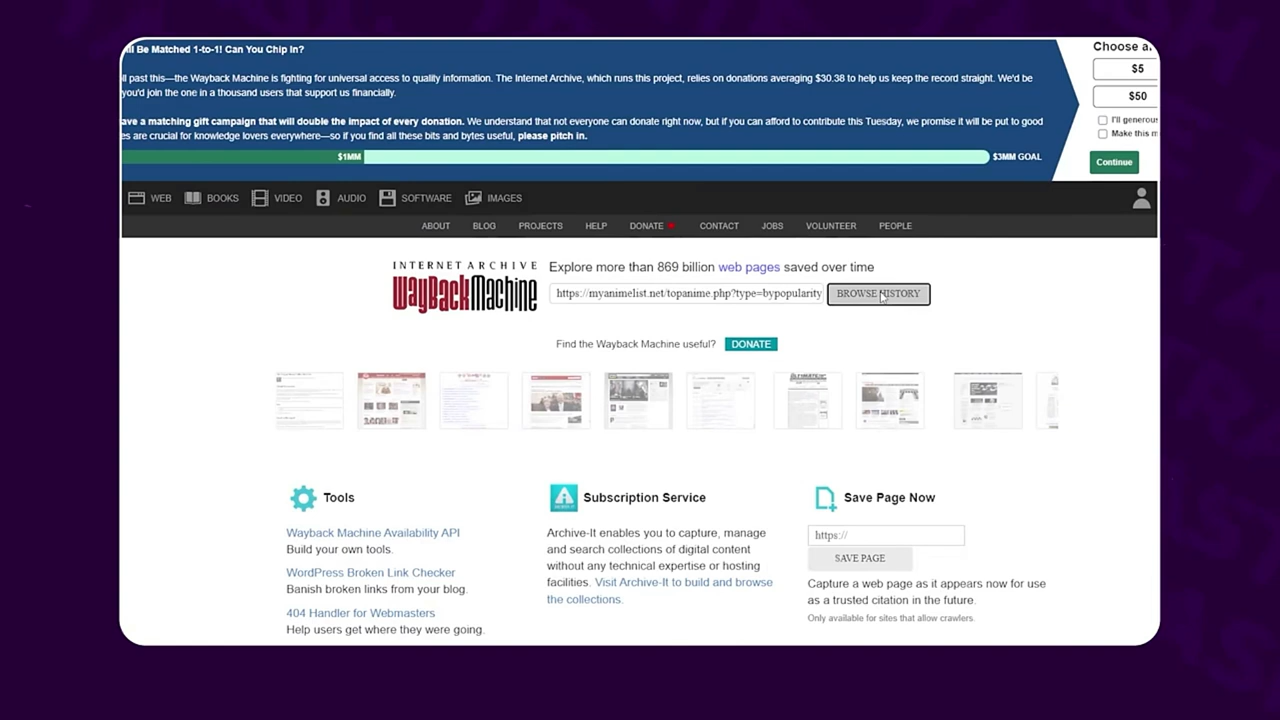 ll Be Matched 1-to-1! Can You Chip In?
Choose a
ll past this—the Wayback Machine is fighting for universal access to quality information. The Internet Archive, which runs this project, relies on donations averaging $30.38 to help us keep the record straight. We'd be
you'd join the one in a thousand users that support us financially.
$5
$50
ave a matching gift campaign that will double the impact of every donation. We understand that not everyone can donate right now, but if you can afford to contribute this Tuesday, we promise it will be put to good
es are crucial for knowledge lovers everywhere—so if you find all these bits and bytes useful, please pitch in.
I'll generous
Make this m
$1MM
$3MM GOAL
Continue
WEB BOOKS VIDEO AUDIO SOFTWARE IMAGES
ABOUT BLOG PROJECTS HELP DONATE CONTACT JOBS VOLUNTEER PEOPLE
INTERNET ARCHIVE
WayBackMachine
Explore more than 869 billion web pages saved over time
https://myanimelist.net/topanime.php?type=bypopularity
BROWSE HISTORY
Find the Wayback Machine useful? DONATE
Tools
Wayback Machine Availability API
Build your own tools.
WordPress Broken Link Checker
Banish broken links from your blog.
404 Handler for Webmasters
Help users get where they were going.
Subscription Service
Archive-It enables you to capture, manage
and search collections of digital content
without any technical expertise or hosting
facilities. Visit Archive-It to build and browse
the collections.
Save Page Now
https://
SAVE PAGE
Capture a web page as it appears now for use
as a trusted citation in the future.
Only available for sites that allow crawlers.